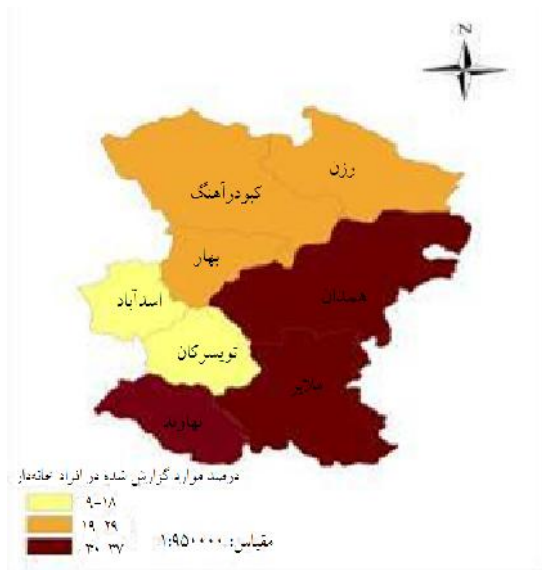 N
رزن
کبودرآهنگ
بهار
همدان
اسدآباد
تویسرکان
ملایر
نهاوند
درصد موارد گزارش شده در افراد خانه‌دار
۹-۱۸
۱۹-۲۹
۳۰-۳۷
مقیاس: ۱:۹۵۰۰۰۰